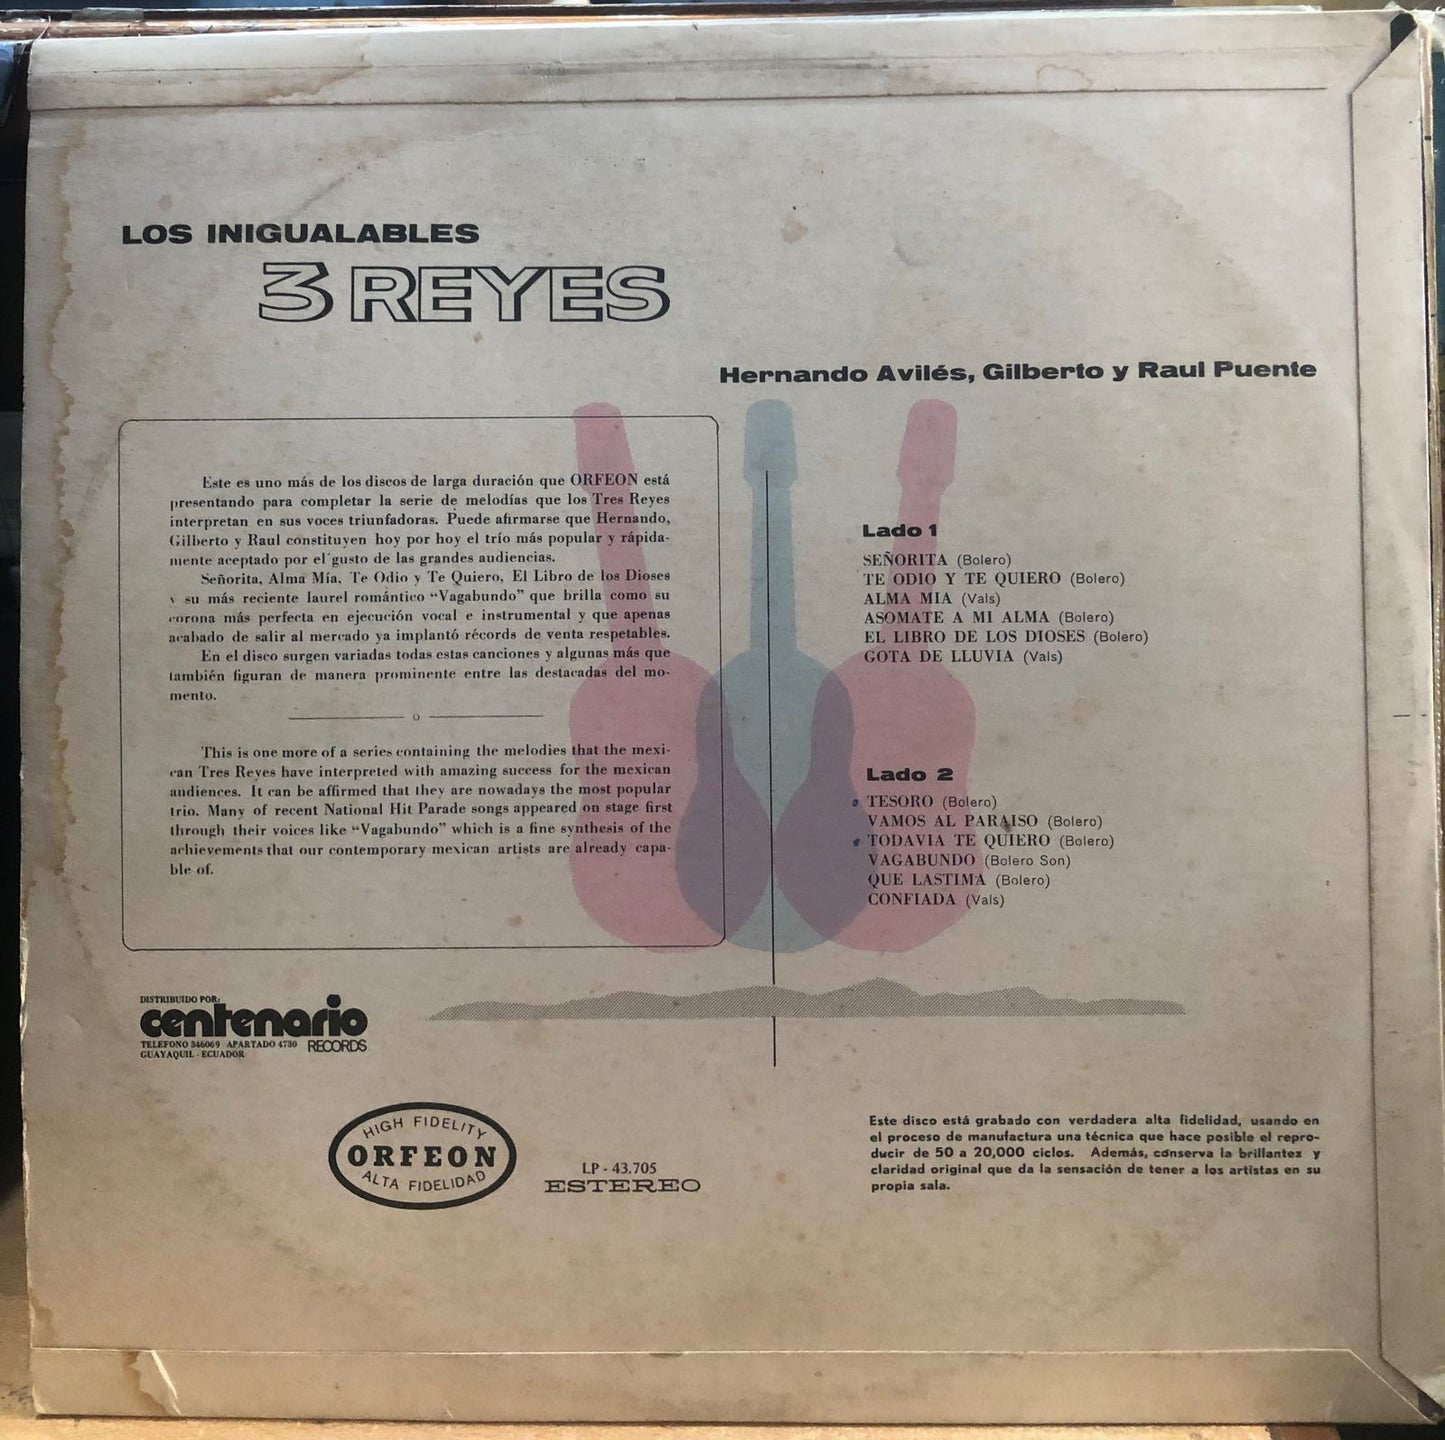 LOS INIGUALABLES
3 REYES
Hernando Avilés, Gilberto y Raul Puente
Este es uno más de los discos de larga duración que ORFEON está
presentando para completar la serie de melodías que los Tres Reyes
interpretan en sus voces triunfadoras. Puede afirmarse que Hernando,
Gilberto y Raul constituyen hoy por hoy el trío más popular y rápida-
mente aceptado por el gusto de las grandes audiencias.
Señorita, Alma Mía, Te Odio y Te Quiero, El Libro de los Dioses
y su más reciente laurel romántico “Vagabundo” que brilla como su
corona más perfecta en ejecución vocal e instrumental y que apenas
acabado de salir al mercado ya implantó récords de venta respetables.
En el disco surgen variadas todas estas canciones y algunas más que
también figuran de manera prominente entre las destacadas del mo-
mento.
o
This is one more of a series containing the melodies that the mexi-
can Tres Reyes have interpreted with amazing success for the mexican
audiences. It can be affirmed that they are nowadays the most popular
trio. Many of recent National Hit Parade songs appeared on stage first
through their voices like “Vagabundo” which is a fine synthesis of the
achievements that our contemporary mexican artists are already capa-
ble of.
Lado 1
SEÑORITA (Bolero)
TE ODIO Y TE QUIERO (Bolero)
ALMA MIA (Vals)
ASOMATE A MI ALMA (Bolero)
EL LIBRO DE LOS DIOSES (Bolero)
GOTA DE LLUVIA (Vals)
Lado 2
TESORO (Bolero)
VAMOS AL PARAISO (Bolero)
TODAVIA TE QUIERO (Bolero)
VAGABUNDO (Bolero Son)
QUE LASTIMA (Bolero)
CONFIADA (Vals)
DISTRIBUIDO POR:
centenario
TELEFONO 346069 APARTADO 4730 RECORDS
GUAYAQUIL - ECUADOR
HIGH FIDELITY
ORFEON
ALTA FIDELIDAD
LP - 43.705
ESTEREO
Este disco está grabado con verdadera alta fidelidad, usando en
el proceso de manufactura una técnica que hace posible el repro-
ducir de 50 a 20,000 ciclos. Además, conserva la brillantez y
claridad original que da la sensación de tener a los artistas en su
propia sala.